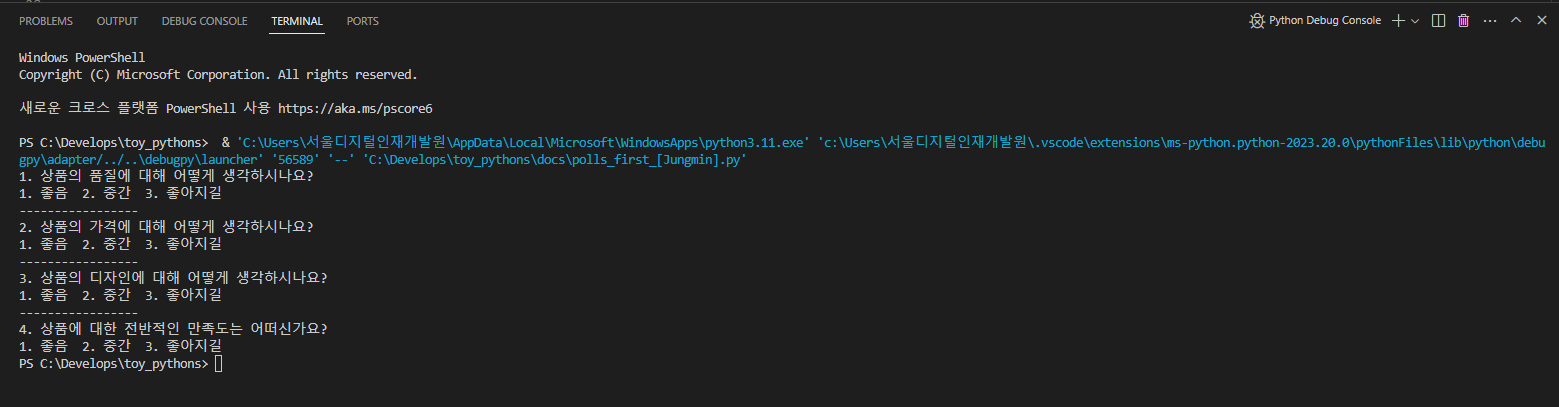 PROBLEMS OUTPUT DEBUG CONSOLE TERMINAL PORTS Python Debug Console
Windows PowerShell
Copyright (C) Microsoft Corporation. All rights reserved.
새로운 크로스 플랫폼 PowerShell 사용 https://aka.ms/pscore6
PS C:\Develops\toy_pythons>  & 'C:\Users\서울디지털인재개발원\AppData\Local\Microsoft\WindowsApps\python3.11.exe' 'c:\Users\서울디지털인재개발원\.vscode\extensions\ms-python.python-2023.20.0\pythonFiles\lib\python\debu
gpy\adapter/../..\debugpy\launcher' '56589' '--' 'C:\Develops\toy_pythons\docs\polls_first_[Jungmin].py'
1. 상품의 품질에 대해 어떻게 생각하시나요?
1. 좋음  2. 중간  3. 좋아지길
-----------------
2. 상품의 가격에 대해 어떻게 생각하시나요?
1. 좋음  2. 중간  3. 좋아지길
-----------------
3. 상품의 디자인에 대해 어떻게 생각하시나요?
1. 좋음  2. 중간  3. 좋아지길
-----------------
4. 상품에 대한 전반적인 만족도는 어떠신가요?
1. 좋음  2. 중간  3. 좋아지길
PS C:\Develops\toy_pythons>